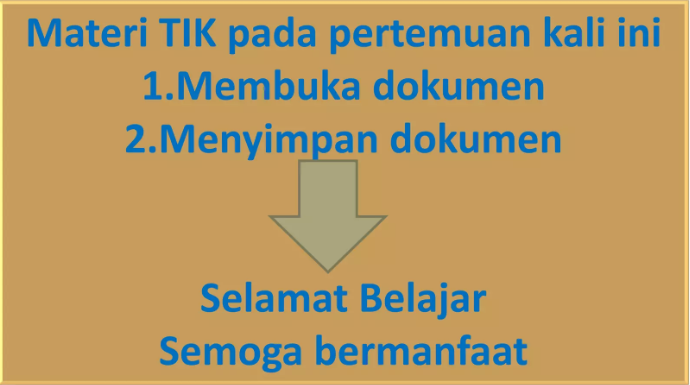 Materi TIK pada pertemuan kali ini
1.Membuka dokumen
2.Menyimpan dokumen
Selamat Belajar
Semoga bermanfaat